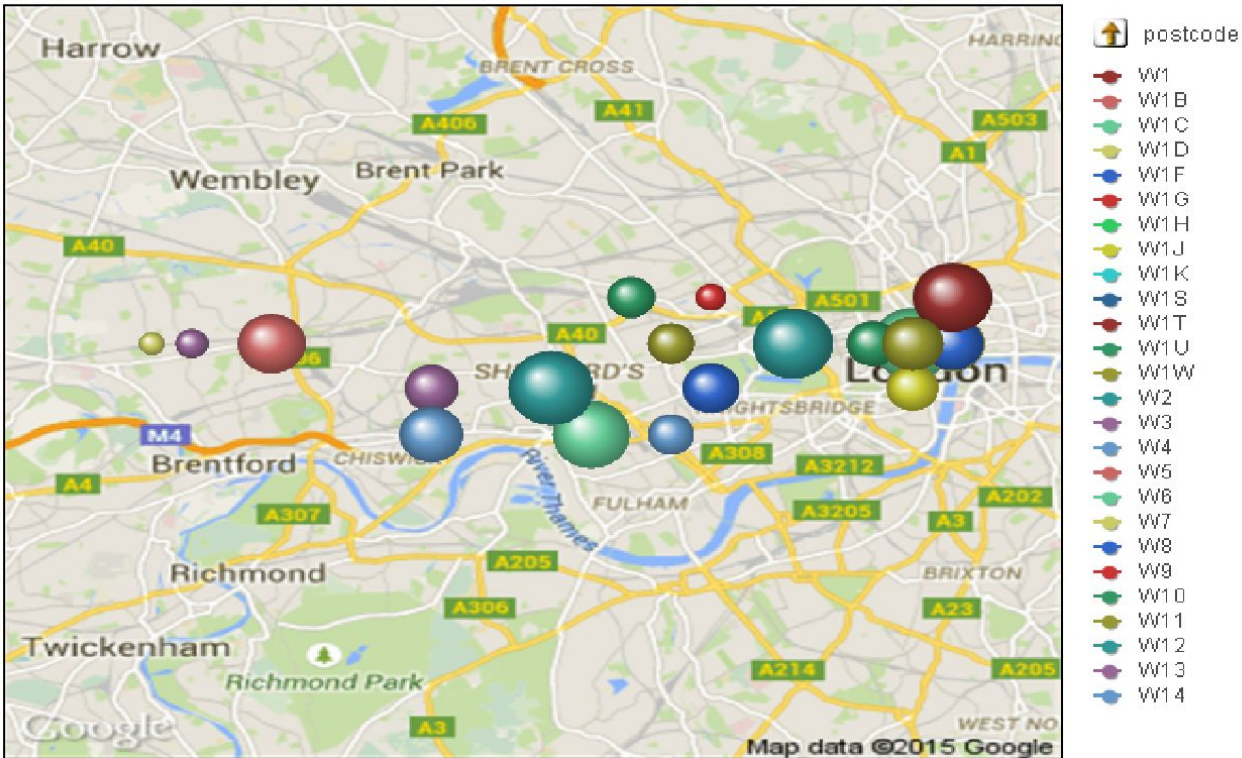 Harrow
HARRING
BRENT CROSS
A41
A406
A503
A1
Brent Park
Wembley
A40
A501
A40
London
M4
Brentford
CHISWICK
KNIGHTSBRIDGE
A308
A3212
A4
River Thames
FULHAM
A307
A3205
A202
A3
A205
Richmond
BRIXTON
A306
A23
Twickenham
A214
A205
Richmond Park
Google
A3
WEST NO
Map data ©2015 Google
postcode
W1
W1B
W1C
W1D
W1F
W1G
W1H
W1J
W1K
W1S
W1T
W1U
W1W
W2
W3
W4
W5
W6
W7
W8
W9
W10
W11
W12
W13
W14